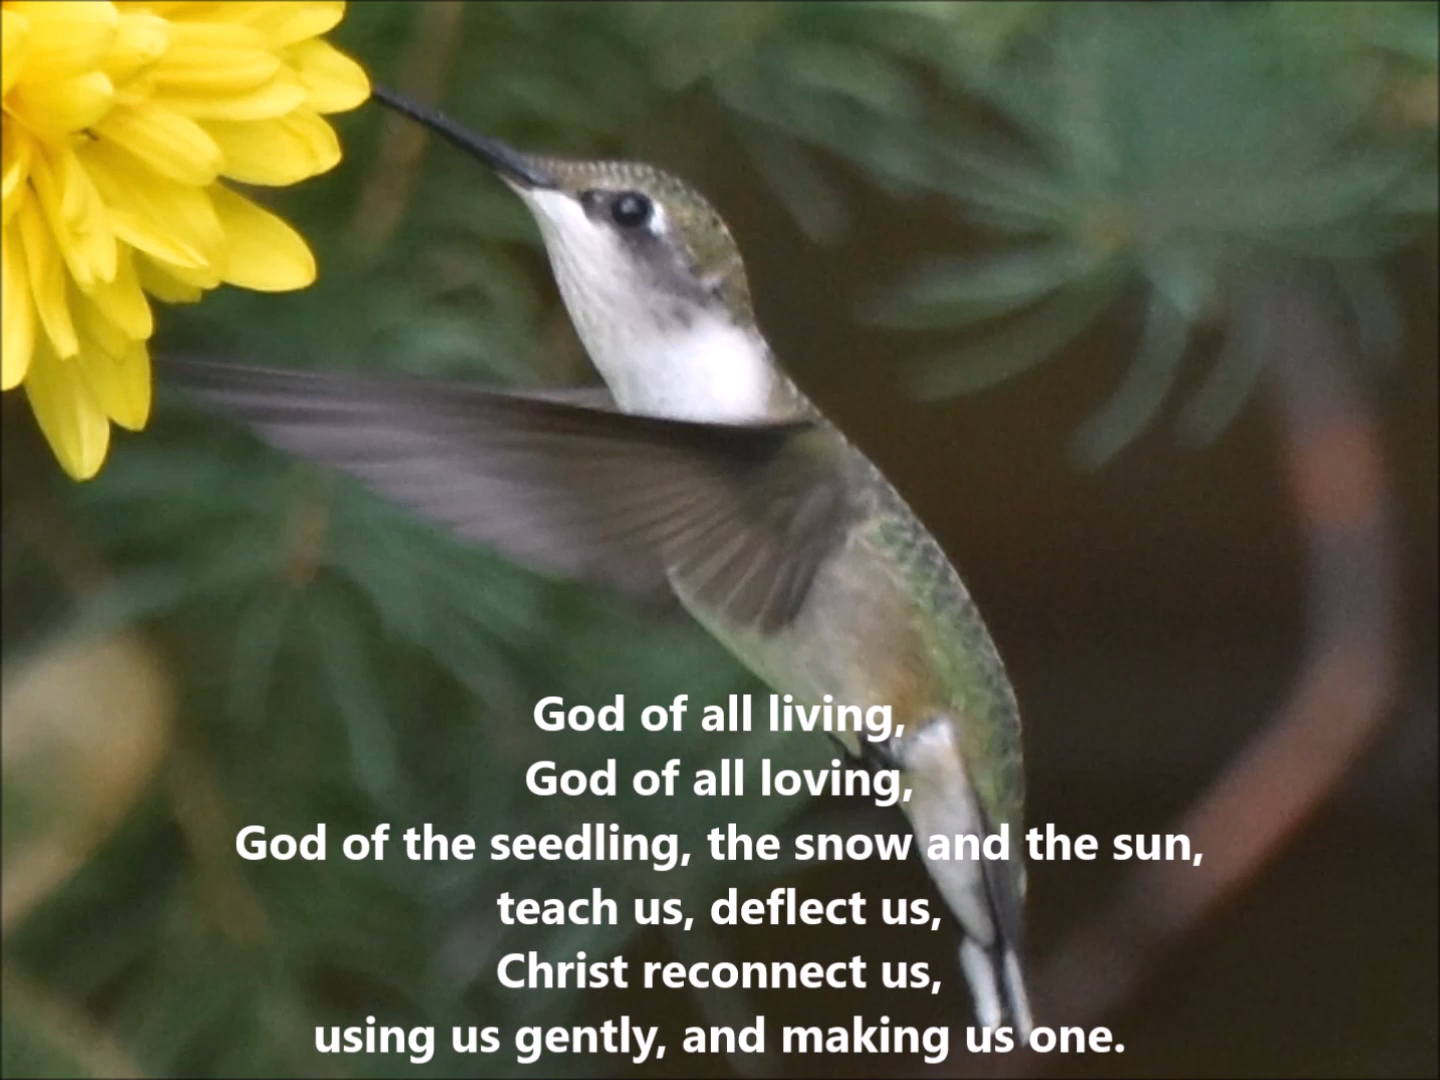 God of all living,
God of all loving,
God of the seedling, the snow and the sun,
teach us, deflect us,
Christ reconnect us,
using us gently, and making us one.